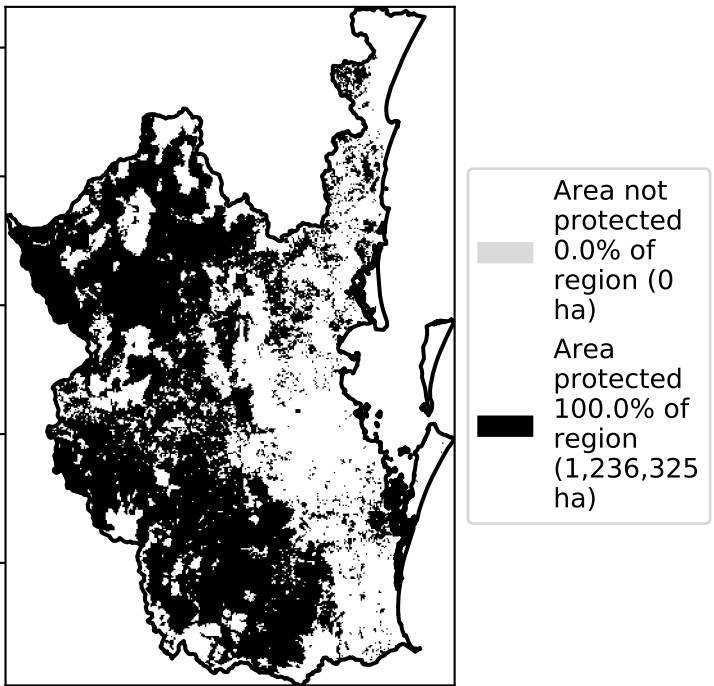 Area not
protected
0.0% of
region (0
ha)
Area
protected
100.0% of
region
(1,236,325
ha)